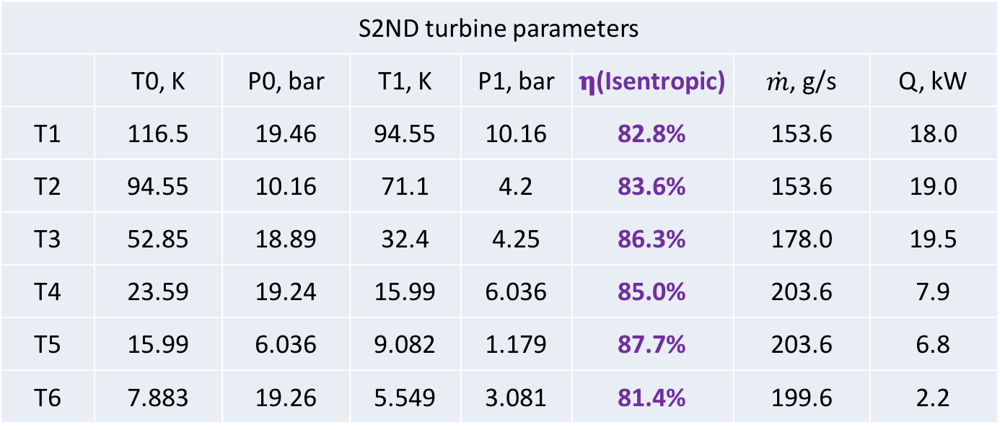 S2ND turbine parameters
T0, K P0, bar T1, K P1, bar η(Isentropic) ṁ, g/s Q, kW
T1 116.5 19.46 94.55 10.16 82.8% 153.6 18.0
T2 94.55 10.16 71.1 4.2 83.6% 153.6 19.0
T3 52.85 18.89 32.4 4.25 86.3% 178.0 19.5
T4 23.59 19.24 15.99 6.036 85.0% 203.6 7.9
T5 15.99 6.036 9.082 1.179 87.7% 203.6 6.8
T6 7.883 19.26 5.549 3.081 81.4% 199.6 2.2